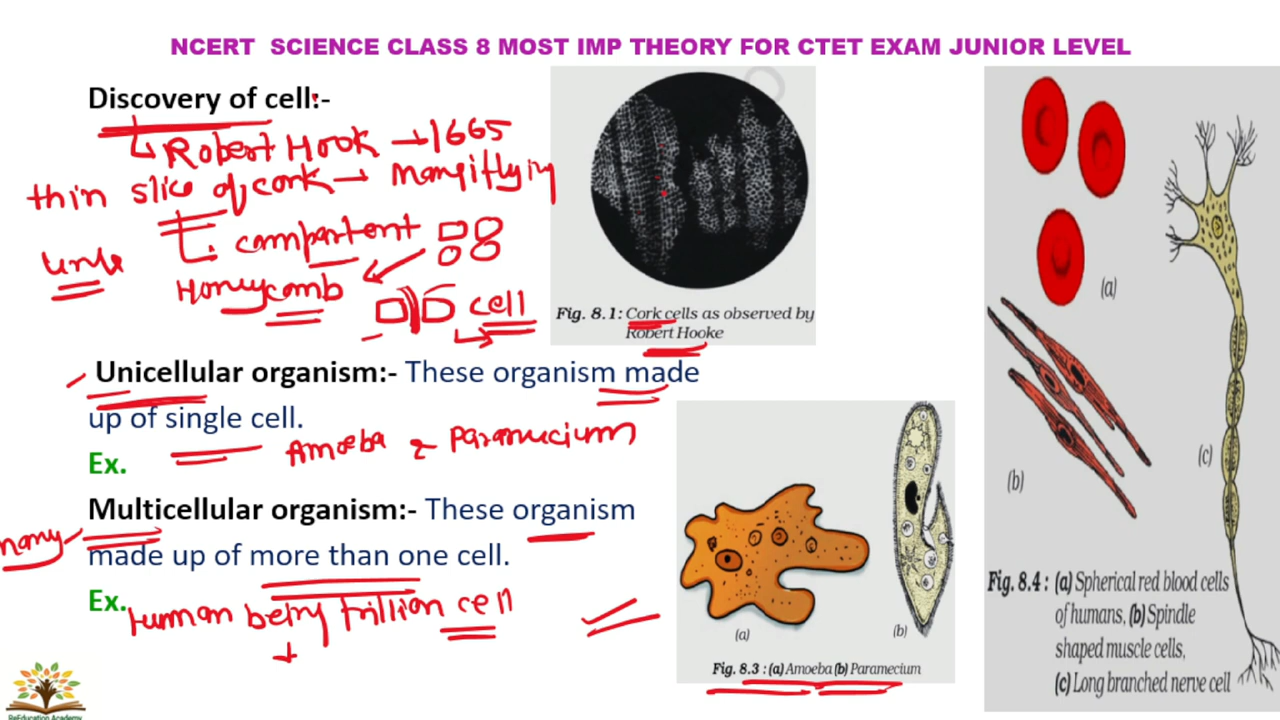 NCERT SCIENCE CLASS 8 MOST IMP THEORY FOR CTET EXAM JUNIOR LEVEL
Discovery of cell:-
Robert Hook → 1665
thin slice of cork →
Honeycomb
cell
Fig. 8.1: Cork cells as observed by
Robert Hooke
Unicellular organism:- These organism made
up of single cell.
Amoeba & Paramecium
Ex.
Multicellular organism:- These organism
many
made up of more than one cell.
Ex. Human being trillion cell
(a)
(b)
Fig. 8.3 : (a) Amoeba (b) Paramecium
(a)
(b)
(c)
Fig. 8.4 : (a) Spherical red blood cells
of humans, (b) Spindle
shaped muscle cells,
(c) Long branched nerve cell
ReEducation Academy